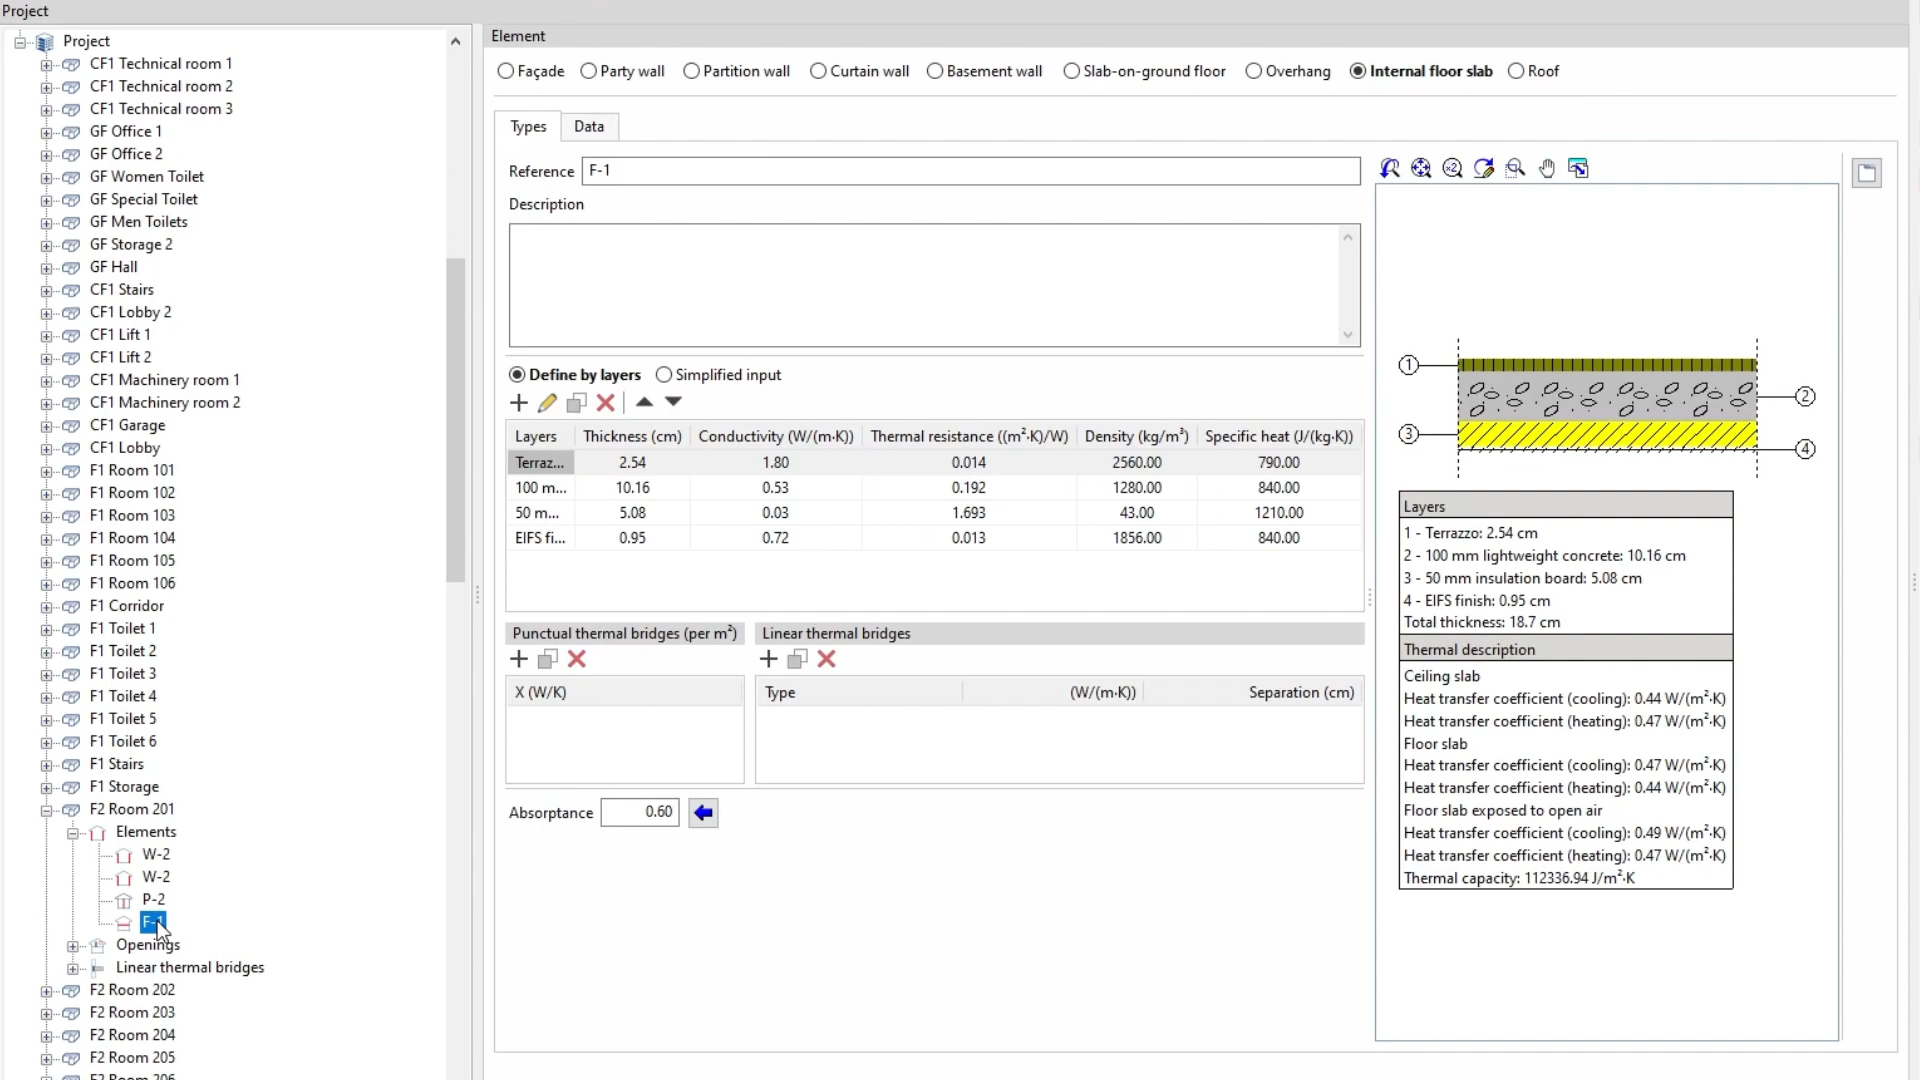 Project
Project
CF1 Technical room 1
CF1 Technical room 2
CF1 Technical room 3
GF Office 1
GF Office 2
GF Women Toilet
GF Special Toilet
GF Men Toilets
GF Storage 2
GF Hall
CF1 Stairs
CF1 Lobby 2
CF1 Lift 1
CF1 Lift 2
CF1 Machinery room 1
CF1 Machinery room 2
CF1 Garage
CF1 Lobby
F1 Room 101
F1 Room 102
F1 Room 103
F1 Room 104
F1 Room 105
F1 Room 106
F1 Corridor
F1 Toilet 1
F1 Toilet 2
F1 Toilet 3
F1 Toilet 4
F1 Toilet 5
F1 Toilet 6
F1 Stairs
F1 Storage
F2 Room 201
Elements
W-2
W-2
P-2
F-1
Openings
Linear thermal bridges
F2 Room 202
F2 Room 203
F2 Room 204
F2 Room 205
F2 Room 206
Element
Façade Party wall Partition wall Curtain wall Basement wall Slab-on-ground floor Overhang Internal floor slab Roof
Types Data
Reference F-1
Description
Define by layers Simplified input
Layers Thickness (cm) Conductivity (W/(m·K)) Thermal resistance ((m²·K)/W) Density (kg/m³) Specific heat (J/(kg·K))
Terraz... 2.54 1.80 0.014 2560.00 790.00
100 m... 10.16 0.53 0.192 1280.00 840.00
50 m... 5.08 0.03 1.693 43.00 1210.00
EIFS fi... 0.95 0.72 0.013 1856.00 840.00
Punctual thermal bridges (per m²) Linear thermal bridges
X (W/K) Type (W/(m·K)) Separation (cm)
Absorptance 0.60
x2
1
2
3
4
Layers
1 - Terrazzo: 2.54 cm
2 - 100 mm lightweight concrete: 10.16 cm
3 - 50 mm insulation board: 5.08 cm
4 - EIFS finish: 0.95 cm
Total thickness: 18.7 cm
Thermal description
Ceiling slab
Heat transfer coefficient (cooling): 0.44 W/(m²·K)
Heat transfer coefficient (heating): 0.47 W/(m²·K)
Floor slab
Heat transfer coefficient (cooling): 0.47 W/(m²·K)
Heat transfer coefficient (heating): 0.44 W/(m²·K)
Floor slab exposed to open air
Heat transfer coefficient (cooling): 0.49 W/(m²·K)
Heat transfer coefficient (heating): 0.47 W/(m²·K)
Thermal capacity: 112336.94 J/m²·K